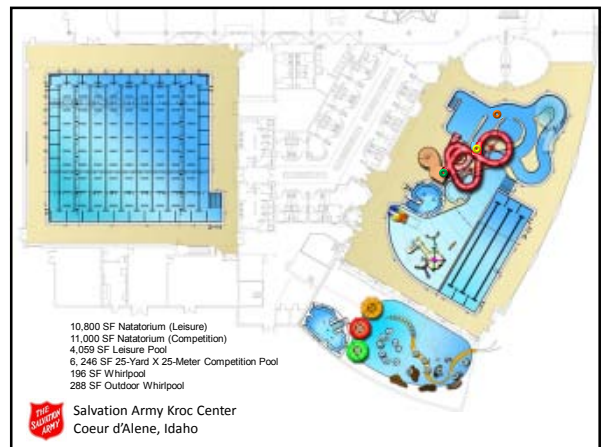 10,800 SF Natatorium (Leisure)
11,000 SF Natatorium (Competition)
4,059 SF Leisure Pool
6, 246 SF 25-Yard X 25-Meter Competition Pool
196 SF Whirlpool
288 SF Outdoor Whirlpool
THE
SALVATION
ARMY
Salvation Army Kroc Center
Coeur d'Alene, Idaho